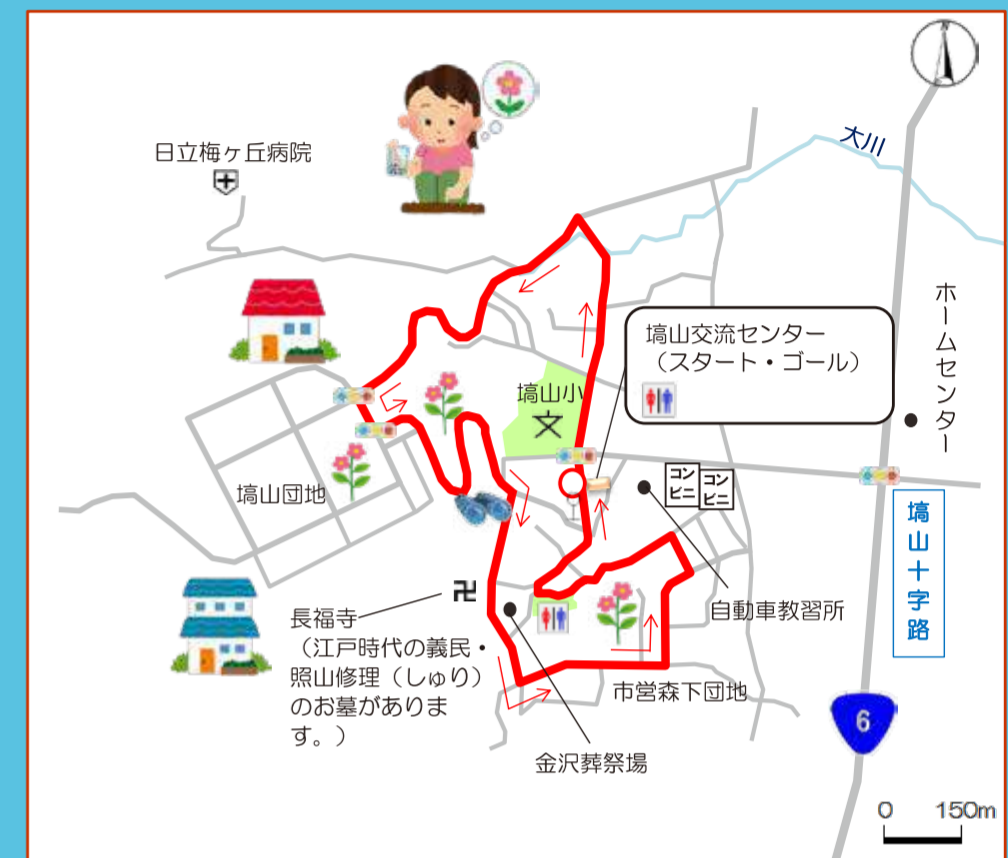 N
大川
日立梅ヶ丘病院
ホームセンター
塙山交流センター
（スタート・ゴール）
塙山小
文
コン
ビニ
コン
ビニ
塙山団地
塙山十字路
卍
長福寺
（江戸時代の義民・
照山修理（しゅり）
のお墓がありま
す。）
自動車教習所
市営森下団地
金沢葬祭場
6
0 150m